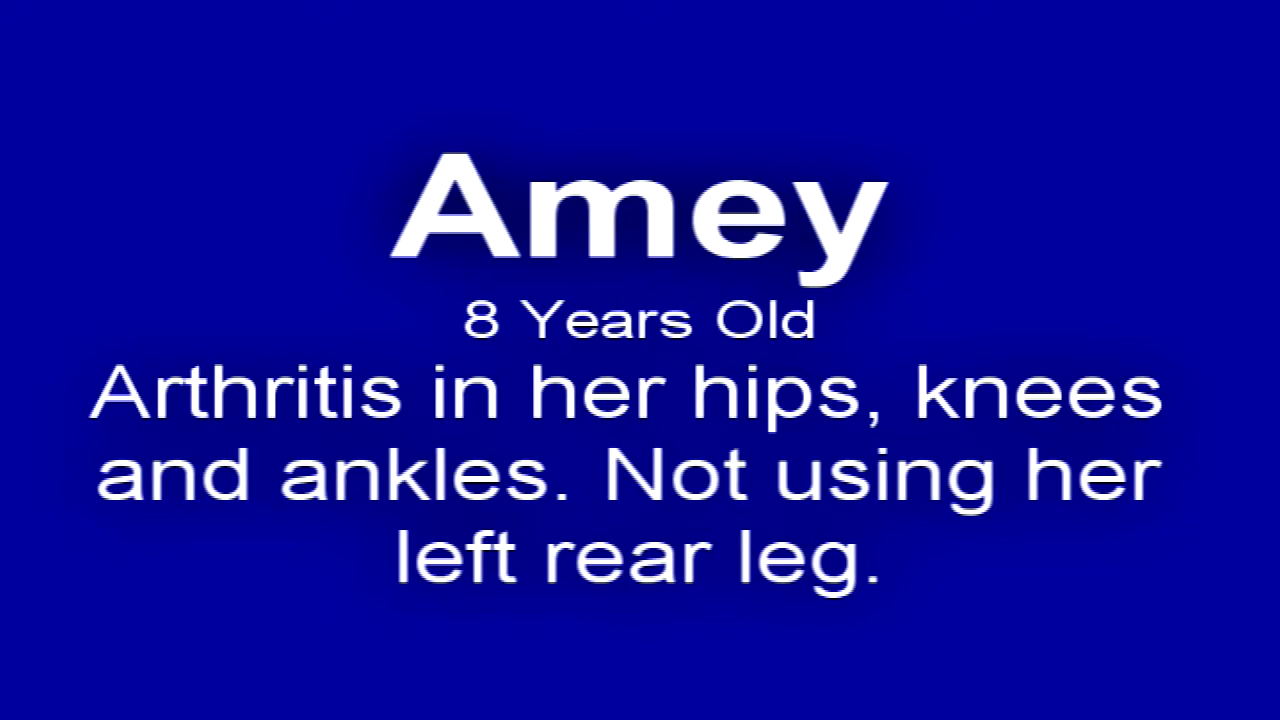 Amey
8 Years Old
Arthritis in her hips, knees
and ankles. Not using her
left rear leg.